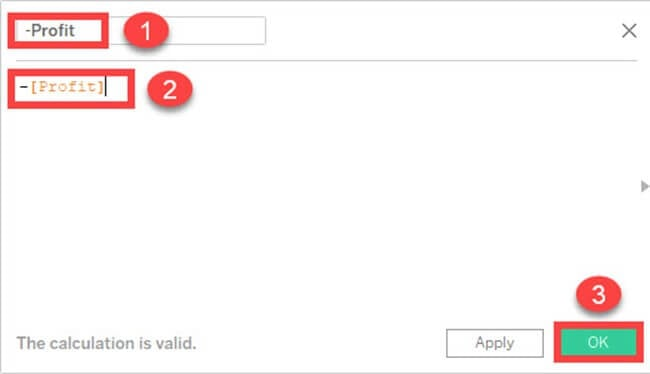 -Profit
1
-[Profit]
2
3
The calculation is valid.
Apply
OK